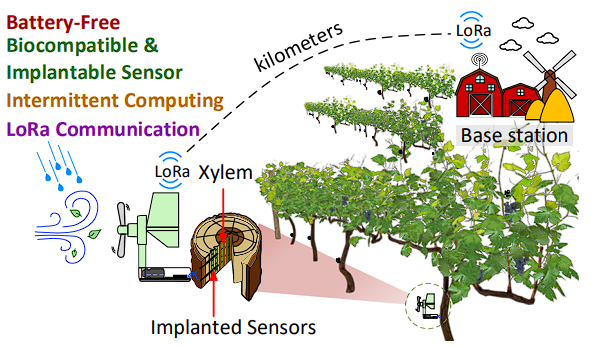 Battery-Free
Biocompatible &
Implantable Sensor
Intermittent Computing
LoRa Communication
kilometers
LoRa
Base station
LoRa
Xylem
Implanted Sensors